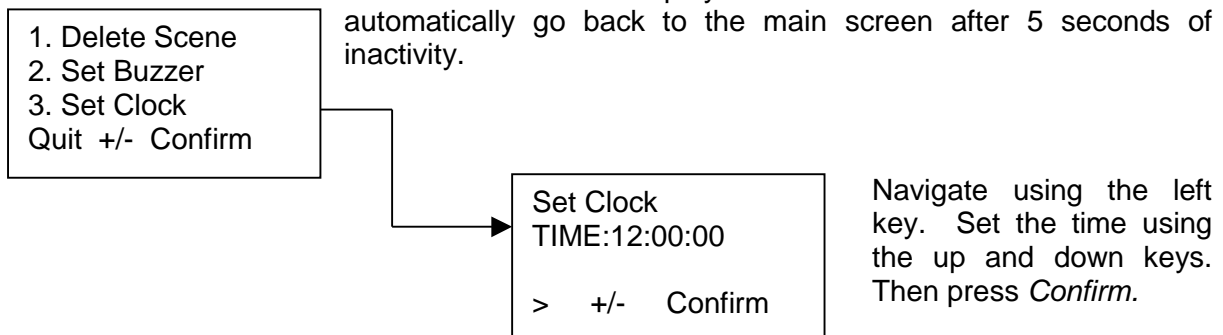 automatically go back to the main screen after 5 seconds of
inactivity.
1. Delete Scene
2. Set Buzzer
3. Set Clock
Quit +/- Confirm
Set Clock
TIME:12:00:00
> +/- Confirm
Navigate using the left
key. Set the time using
the up and down keys.
Then press Confirm.